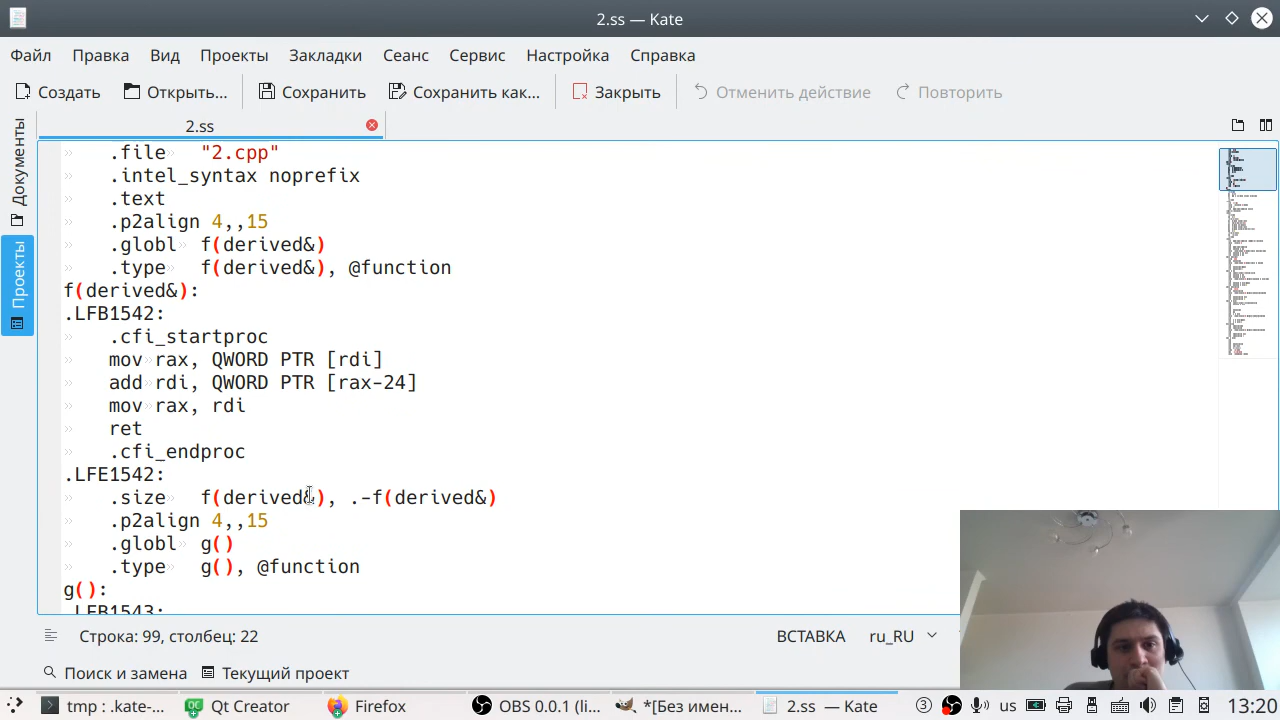 2.ss — Kate
Файл Правка Вид Проекты Закладки Сеанс Сервис Настройка Справка
Создать Открыть... Сохранить Сохранить как... Закрыть Отменить действие Повторить
2.ss
Документы
Проекты
.file "2.cpp"
.intel_syntax noprefix
.text
.p2align 4,,15
.globl f(derived&)
.type f(derived&), @function
f(derived&):
.LFB1542:
.cfi_startproc
mov rax, QWORD PTR [rdi]
add rdi, QWORD PTR [rax-24]
mov rax, rdi
ret
.cfi_endproc
.LFE1542:
.size f(derived&), .-f(derived&)
.p2align 4,,15
.globl g()
.type g(), @function
g():
.LFB1543:
Строка: 99, столбец: 22 ВСТАВКА ru_RU
Поиск и замена Текущий проект
tmp : .kate-... Qt Creator Firefox OBS 0.0.1 (li... *[Без имен... 2.ss — Kate 3 us 13:20